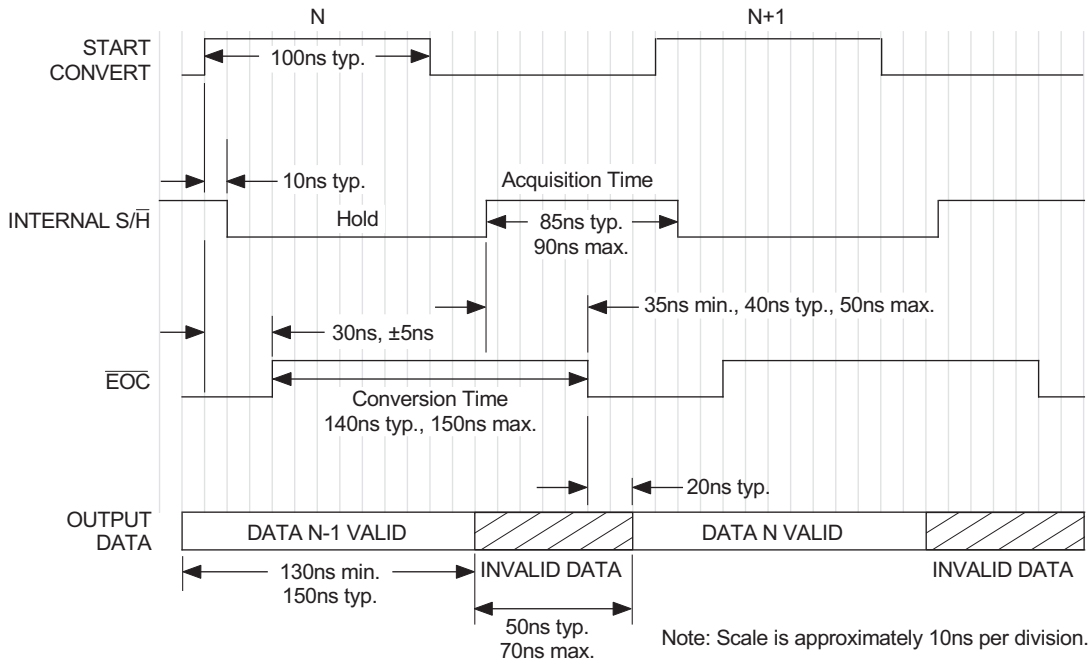 N N+1
START
CONVERT
100ns typ.
10ns typ.
Acquisition Time
INTERNAL S/H̅
Hold
85ns typ.
90ns max.
35ns min., 40ns typ., 50ns max.
30ns, ±5ns
E̅O̅C̅
Conversion Time
140ns typ., 150ns max.
20ns typ.
OUTPUT
DATA
DATA N-1 VALID
DATA N VALID
130ns min.
150ns typ.
INVALID DATA
INVALID DATA
50ns typ.
70ns max.
Note: Scale is approximately 10ns per division.